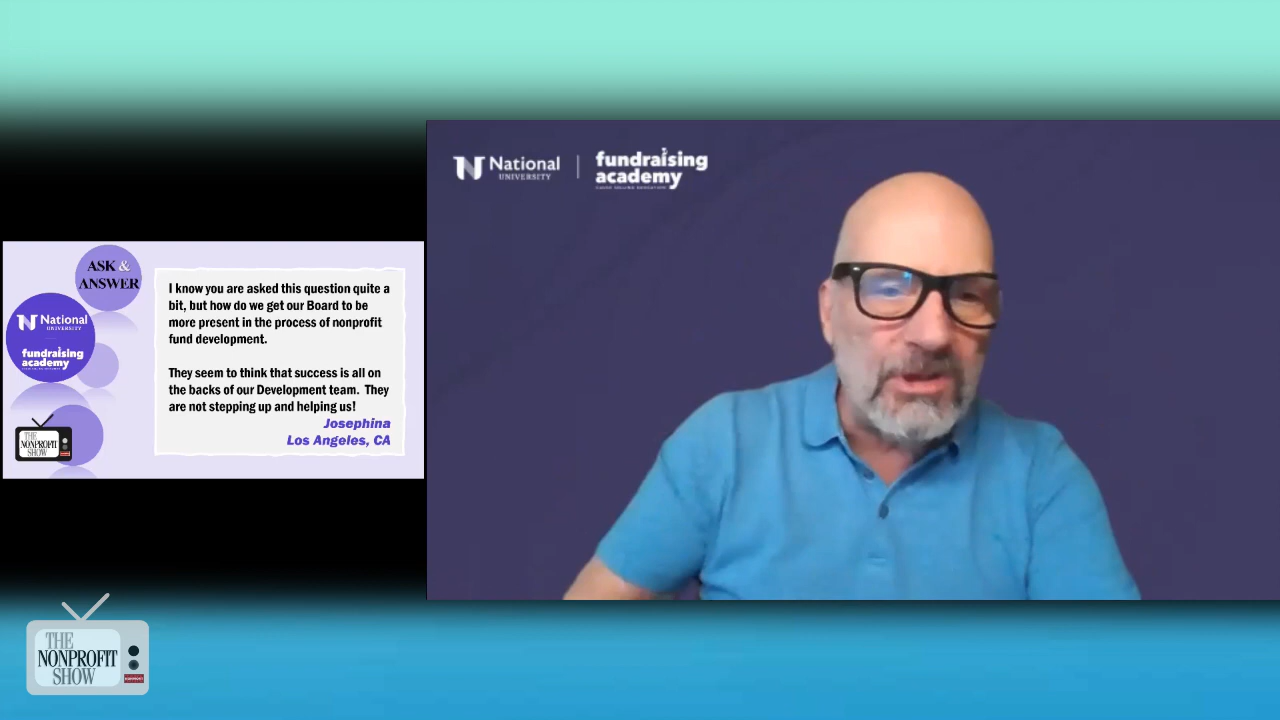 National
UNIVERSITY
fundraising
academy
ASK &
ANSWER
National
UNIVERSITY
fundraising
academy
I know you are asked this question quite a
bit, but how do we get our Board to be
more present in the process of nonprofit
fund development.
They seem to think that success is all on
the backs of our Development team. They
are not stepping up and helping us!
Josephina
Los Angeles, CA
THE
NONPROFIT
SHOW
THE
NONPROFIT
SHOW